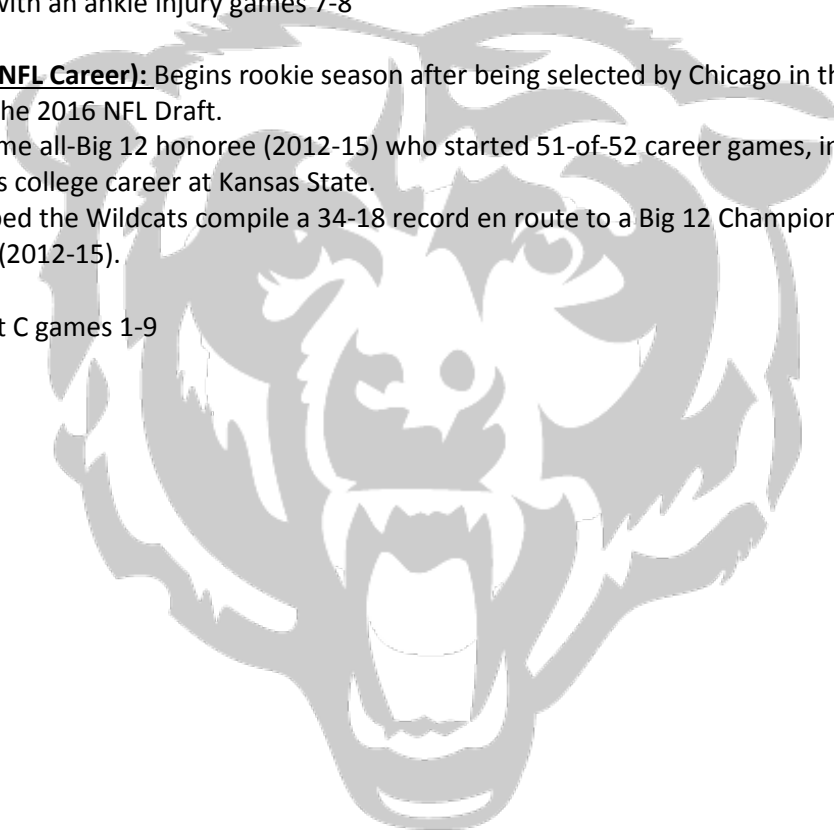 with an ankle injury games 7-8
NFL Career): Begins rookie season after being selected by Chicago in th
he 2016 NFL Draft.
me all-Big 12 honoree (2012-15) who started 51-of-52 career games, in
s college career at Kansas State.
ped the Wildcats compile a 34-18 record en route to a Big 12 Champion
(2012-15).
t C games 1-9